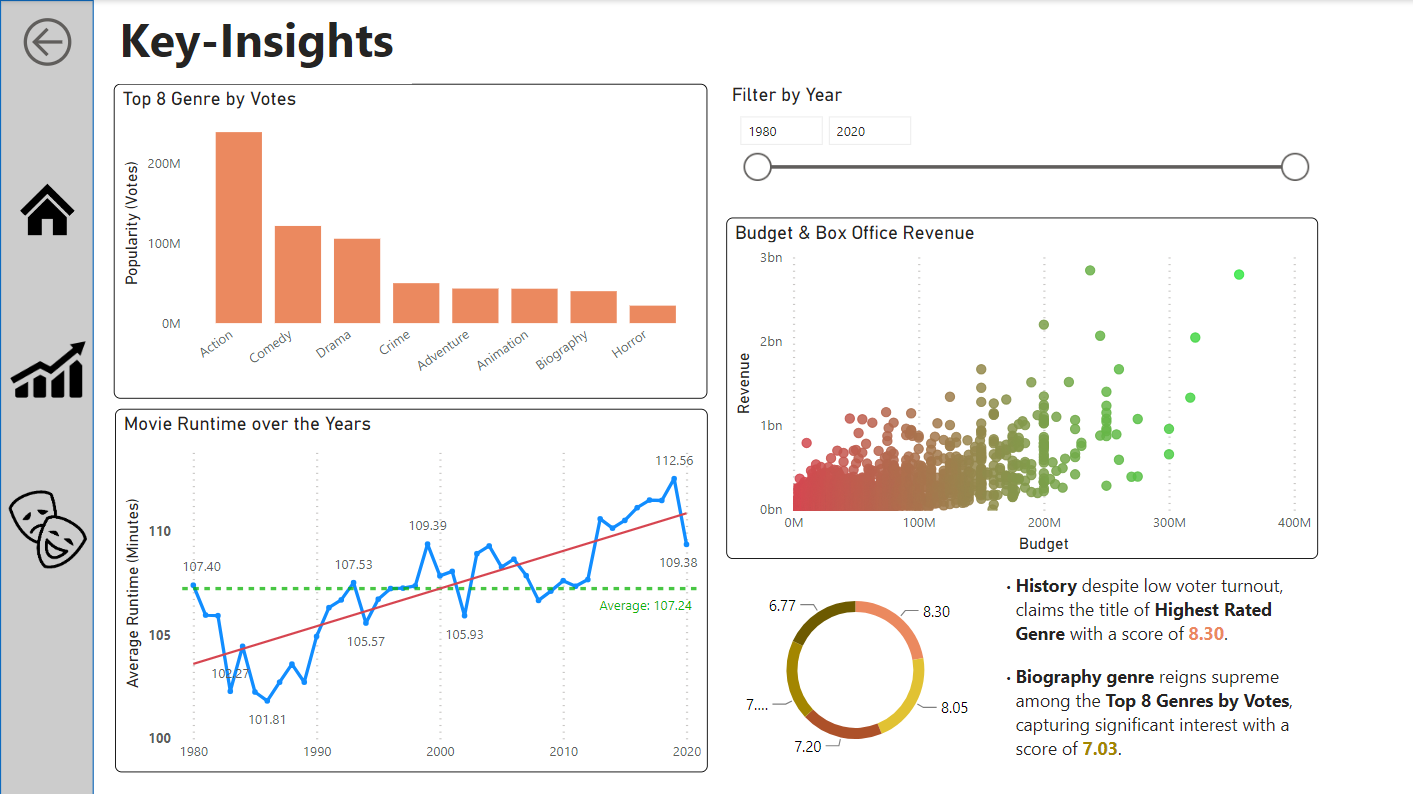 Key-Insights
Top 8 Genre by Votes
Popularity (Votes)
200M
100M
0M
Action
Comedy
Drama
Crime
Adventure
Animation
Biography
Horror
Filter by Year
1980
2020
Budget & Box Office Revenue
Revenue
3bn
2bn
1bn
0bn
0M
100M
200M
300M
400M
Budget
Movie Runtime over the Years
Average Runtime (Minutes)
110
105
100
107.40
102.27
101.81
107.53
105.57
109.39
105.93
112.56
109.38
Average: 107.24
1980
1990
2000
2010
2020
6.77
8.30
7....
8.05
7.20
· History despite low voter turnout,
claims the title of Highest Rated
Genre with a score of 8.30.
· Biography genre reigns supreme
among the Top 8 Genres by Votes,
capturing significant interest with a
score of 7.03.